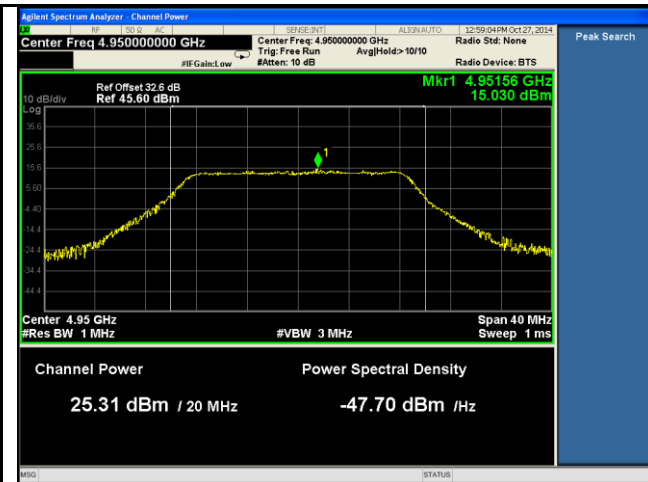 Agilent Spectrum Analyzer - Channel Power
RF 50 Ω AC SENSE:INT ALIGN AUTO 12:59:04 PM Oct 27, 2014
Center Freq 4.950000000 GHz
Center Freq: 4.950000000 GHz Radio Std: None
Trig: Free Run Avg|Hold:> 10/10
#IFGain:Low #Atten: 10 dB Radio Device: BTS
Peak Search
Ref Offset 32.6 dB
Mkr1 4.95156 GHz
10 dB/div Ref 45.60 dBm 15.030 dBm
Log
35.6
25.6
1
15.6
5.60
-4.40
-14.4
-24.4
-34.4
-44.4
Center 4.95 GHz Span 40 MHz
#Res BW 1 MHz #VBW 3 MHz Sweep 1 ms
Channel Power Power Spectral Density
25.31 dBm / 20 MHz -47.70 dBm /Hz
MSG STATUS